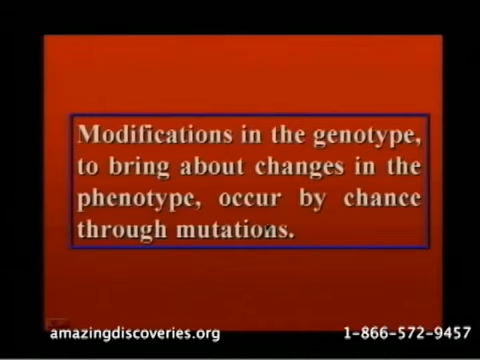 Modifications in the genotype,
to bring about changes in the
phenotype, occur by chance
through mutations.
amazingdiscoveries.org 1-866-572-9457